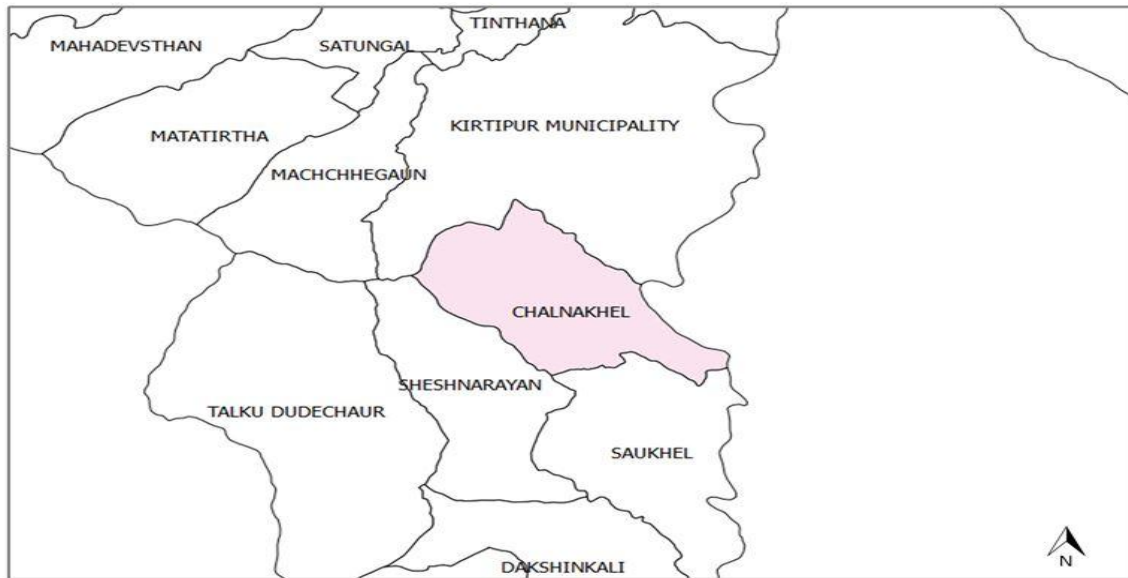 TINTHANA
MAHADEVSTHAN
SATUNGAL
KIRTIPUR MUNICIPALITY
MATATIRTHA
MACHCHHEGAUN
CHALNAKHEL
SHESHNARAYAN
TALKU DUDECHAUR
SAUKHEL
N
DAKSHINKALI